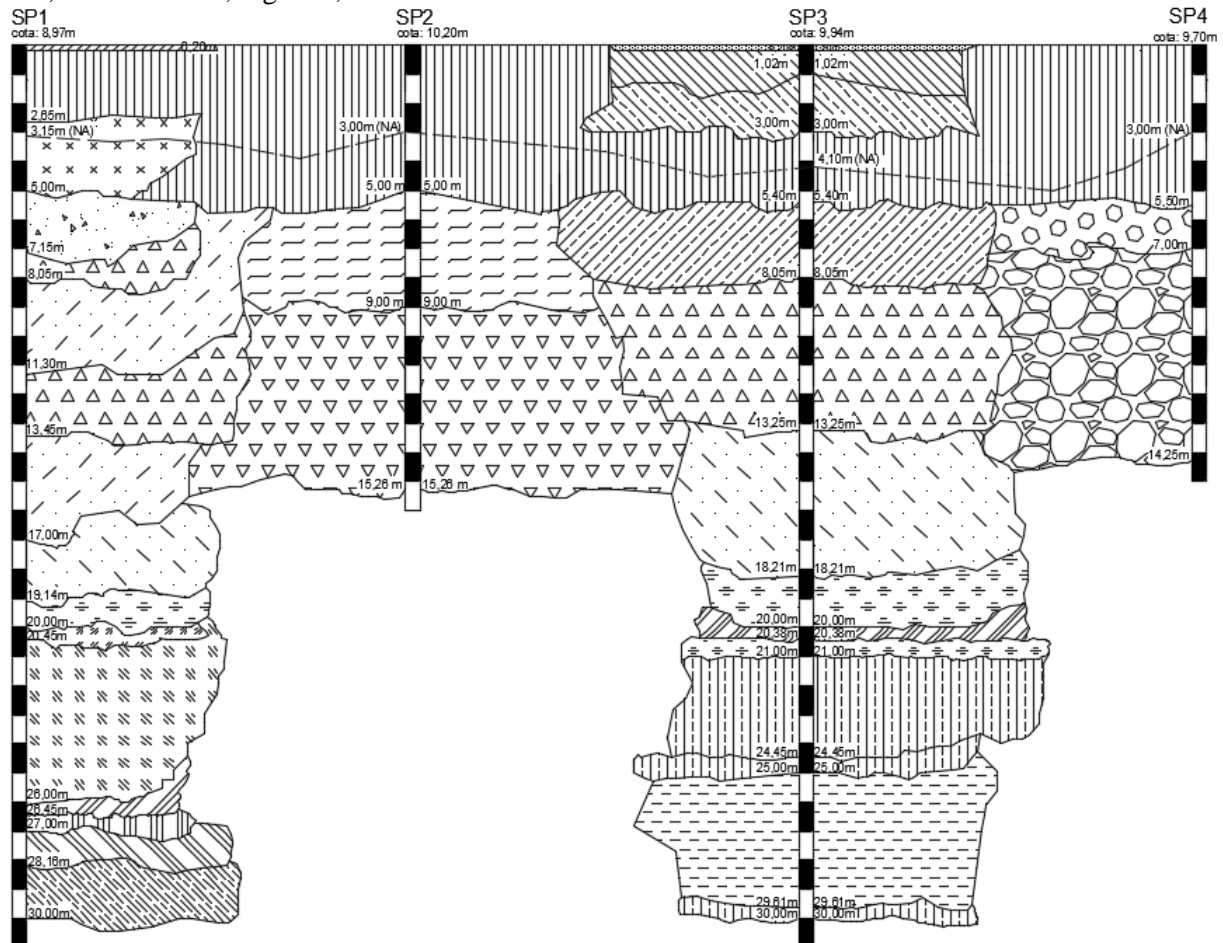 SP1
cota: 8,97m
SP2
cota: 10,20m
SP3
cota: 9,94m
SP4
cota: 9,70m
0,20m
2,65m
3,15m (NA)
5,00m
7,15m
8,05m
11,30m
13,45m
17,00m
19,14m
20,00m
20,45m
26,00m
26,45m
27,00m
28,16m
30,00m
3,00m (NA)
5,00 m
5,00 m
9,00 m
9,00 m
15,26 m
15,26 m
1,02m
1,02m
3,00m
3,00m
4,10m (NA)
5,40m
5,40m
8,05m
8,05m
13,25m
13,25m
18,21m
18,21m
20,00m
20,00m
20,38m
20,38m
21,00m
21,00m
24,45m
24,45m
25,00m
25,00m
29,61m
29,61m
30,00m
30,00m
3,00m (NA)
5,50m
7,00m
14,25m